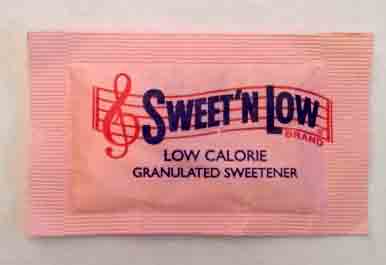 SWEET'N LOW
BRAND
LOW CALORIE
GRANULATED SWEETENER